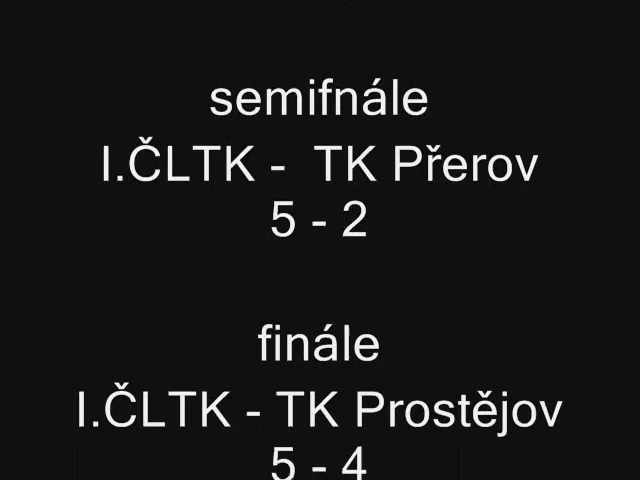 semifnále
I.ČLTK -  TK Přerov
5 - 2
finále
I.ČLTK - TK Prostějov
5 - 4